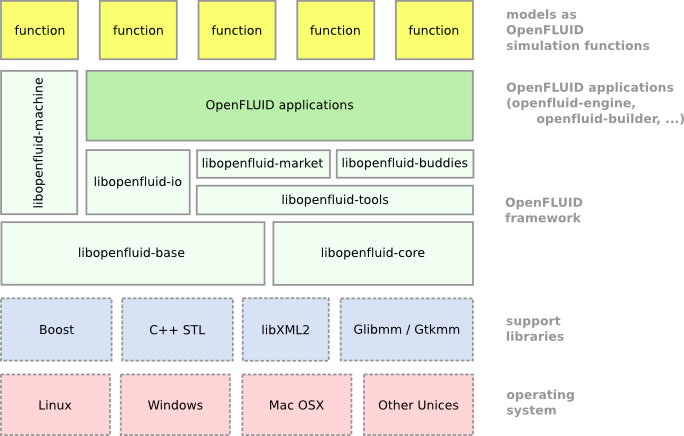 function
function
function
function
function
models as
OpenFLUID
simulation functions
libopenfluid-machine
OpenFLUID applications
OpenFLUID applications
(openfluid-engine,
openfluid-builder, ...)
libopenfluid-io
libopenfluid-market
libopenfluid-buddies
libopenfluid-tools
OpenFLUID
framework
libopenfluid-base
libopenfluid-core
Boost
C++ STL
libXML2
Glibmm / Gtkmm
support
libraries
Linux
Windows
Mac OSX
Other Unices
operating
system